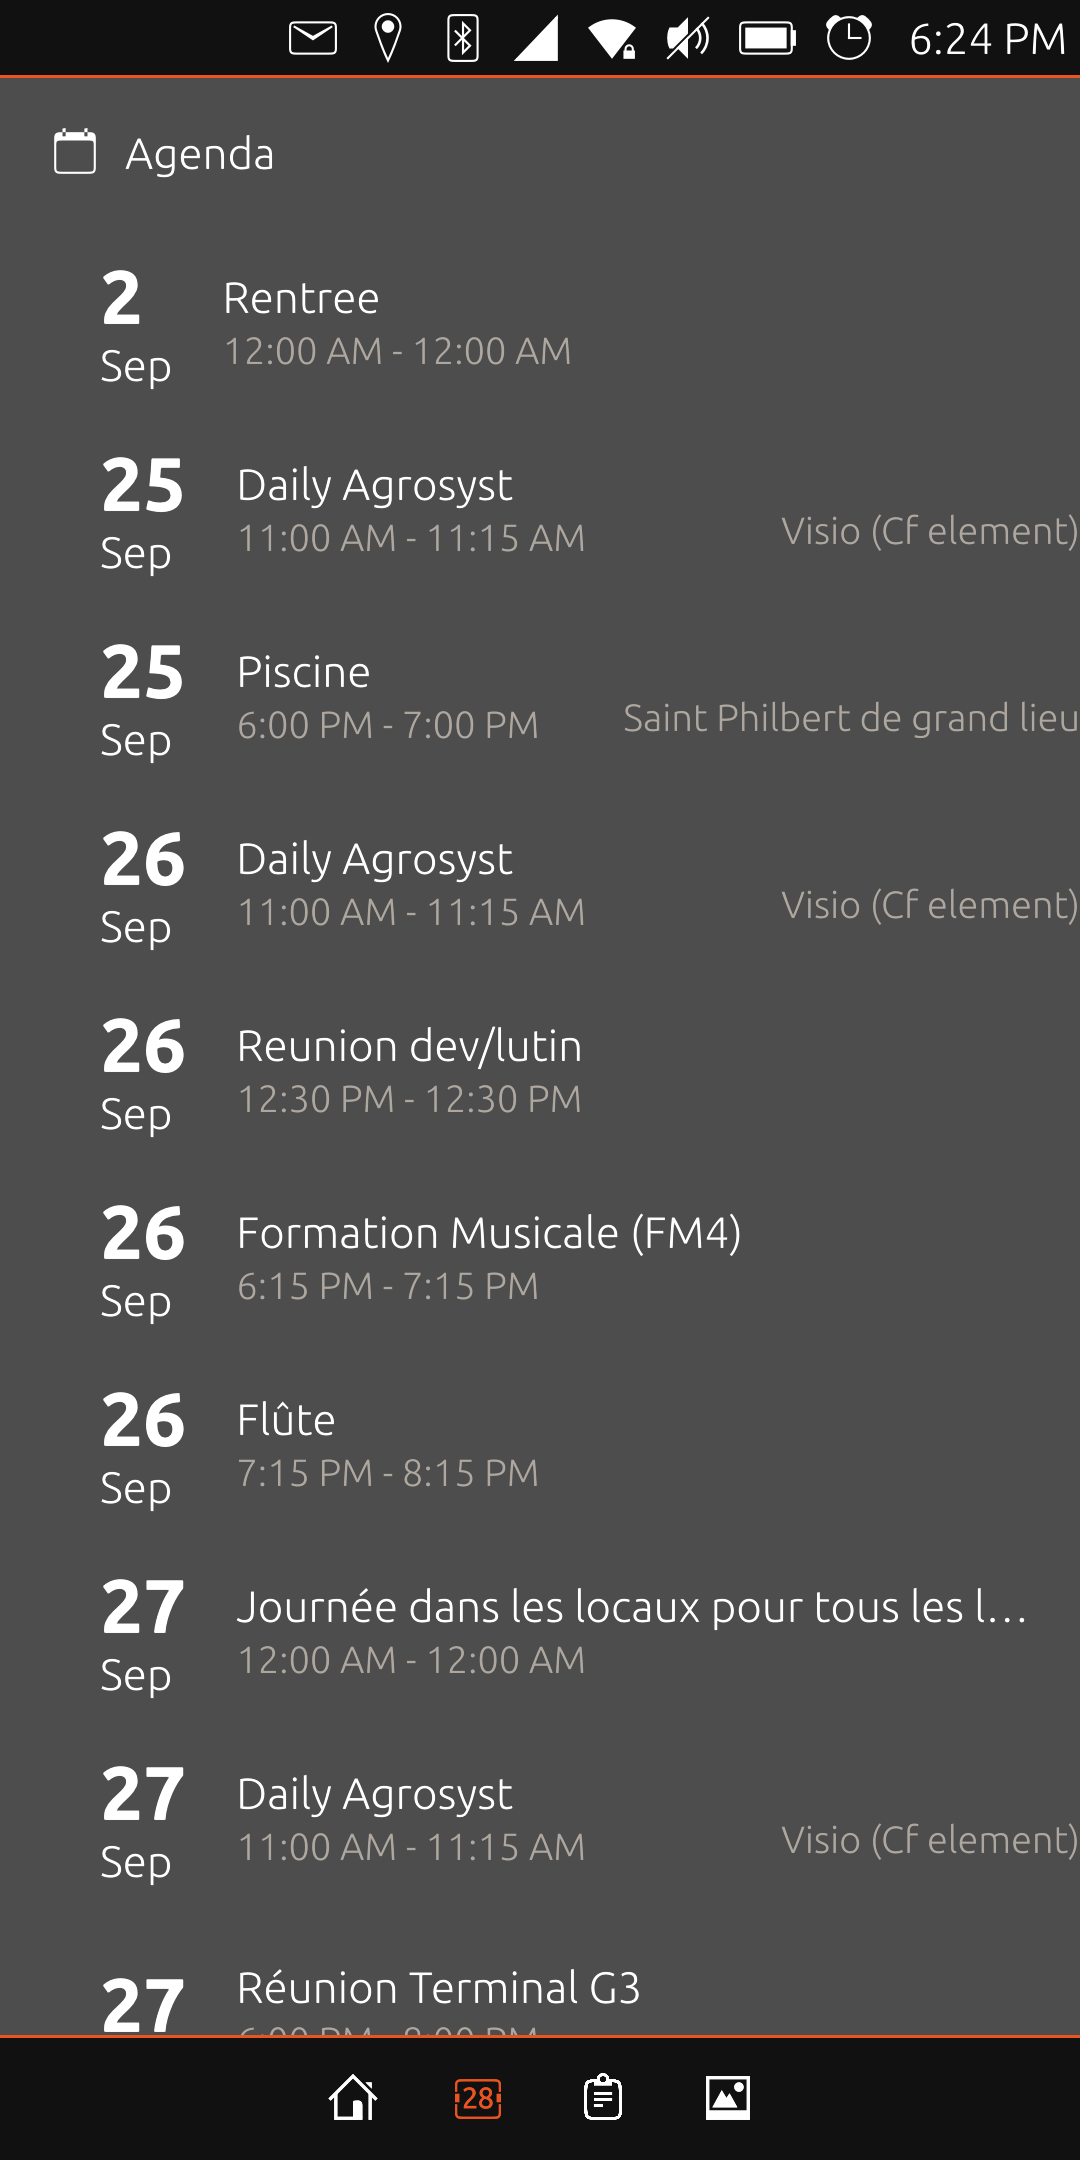 6:24 PM
Agenda
2 Sep
Rentree
12:00 AM - 12:00 AM
25 Sep
Daily Agrosyst
11:00 AM - 11:15 AM
Visio (Cf element)
25 Sep
Piscine
6:00 PM - 7:00 PM
Saint Philbert de grand lieu
26 Sep
Daily Agrosyst
11:00 AM - 11:15 AM
Visio (Cf element)
26 Sep
Reunion dev/lutin
12:30 PM - 12:30 PM
26 Sep
Formation Musicale (FM4)
6:15 PM - 7:15 PM
26 Sep
Flûte
7:15 PM - 8:15 PM
27 Sep
Journée dans les locaux pour tous les l...
12:00 AM - 12:00 AM
27 Sep
Daily Agrosyst
11:00 AM - 11:15 AM
Visio (Cf element)
27
Réunion Terminal G3
28